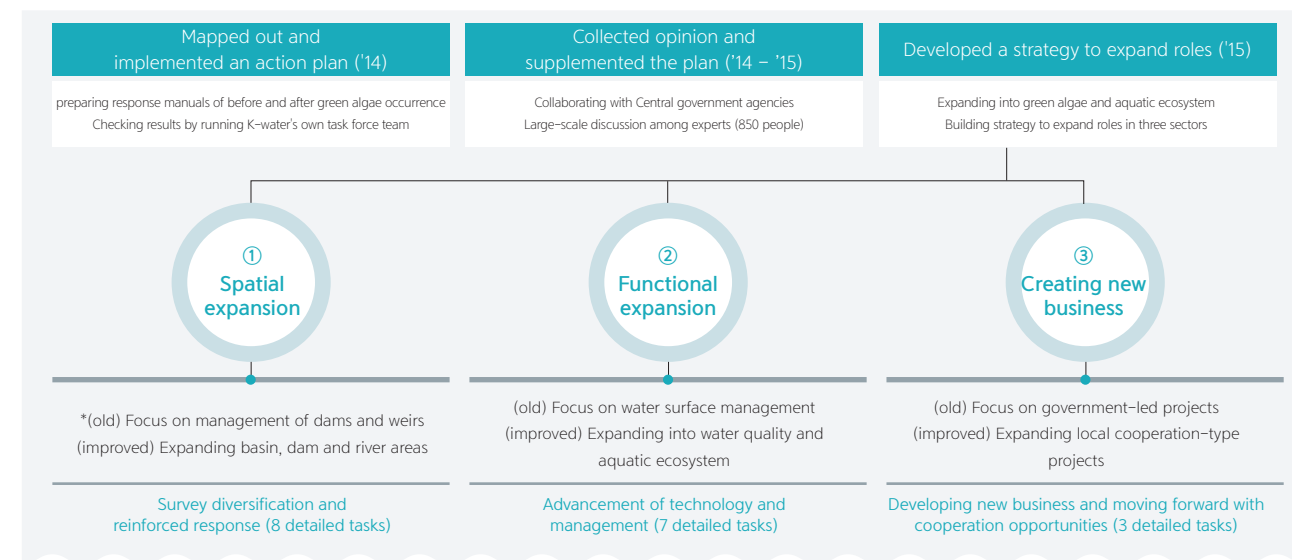 Mapped out and
implemented an action plan ('14)
preparing response manuals of before and after green algae occurrence
Checking results by running K-water's own task force team
Collected opinion and
supplemented the plan ('14 - '15)
Collaborating with Central government agencies
Large-scale discussion among experts (850 people)
Developed a strategy to expand roles ('15)
Expanding into green algae and aquatic ecosystem
Building strategy to expand roles in three sectors
①
Spatial
expansion
*(old) Focus on management of dams and weirs
(improved) Expanding basin, dam and river areas
Survey diversification and
reinforced response (8 detailed tasks)
②
Functional
expansion
(old) Focus on water surface management
(improved) Expanding into water quality and
aquatic ecosystem
Advancement of technology and
management (7 detailed tasks)
③
Creating new
business
(old) Focus on government-led projects
(improved) Expanding local cooperation-type
projects
Developing new business and moving forward with
cooperation opportunities (3 detailed tasks)